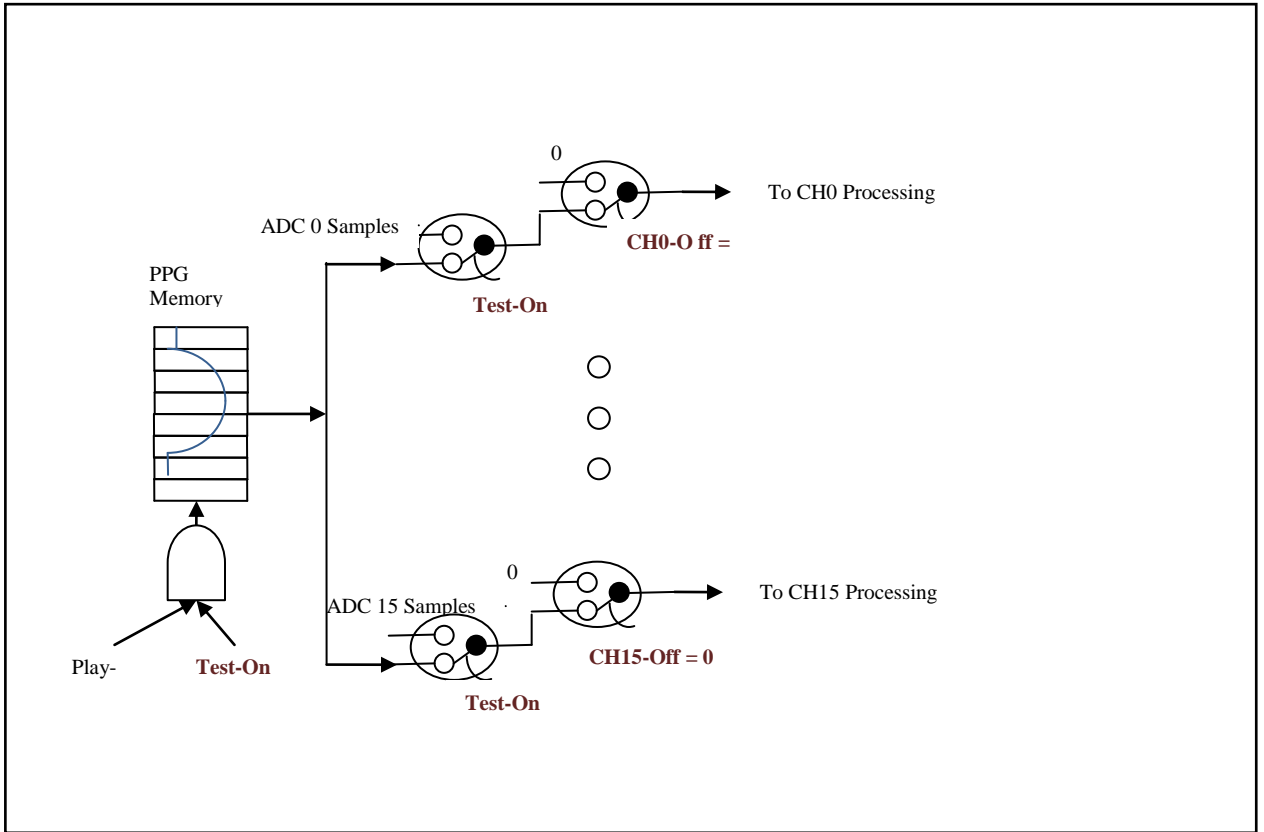 0
To CH0 Processing
ADC 0 Samples
CH0-O ff =
PPG
Memory
Test-On
0
To CH15 Processing
ADC 15 Samples
CH15-Off = 0
Play-
Test-On
Test-On